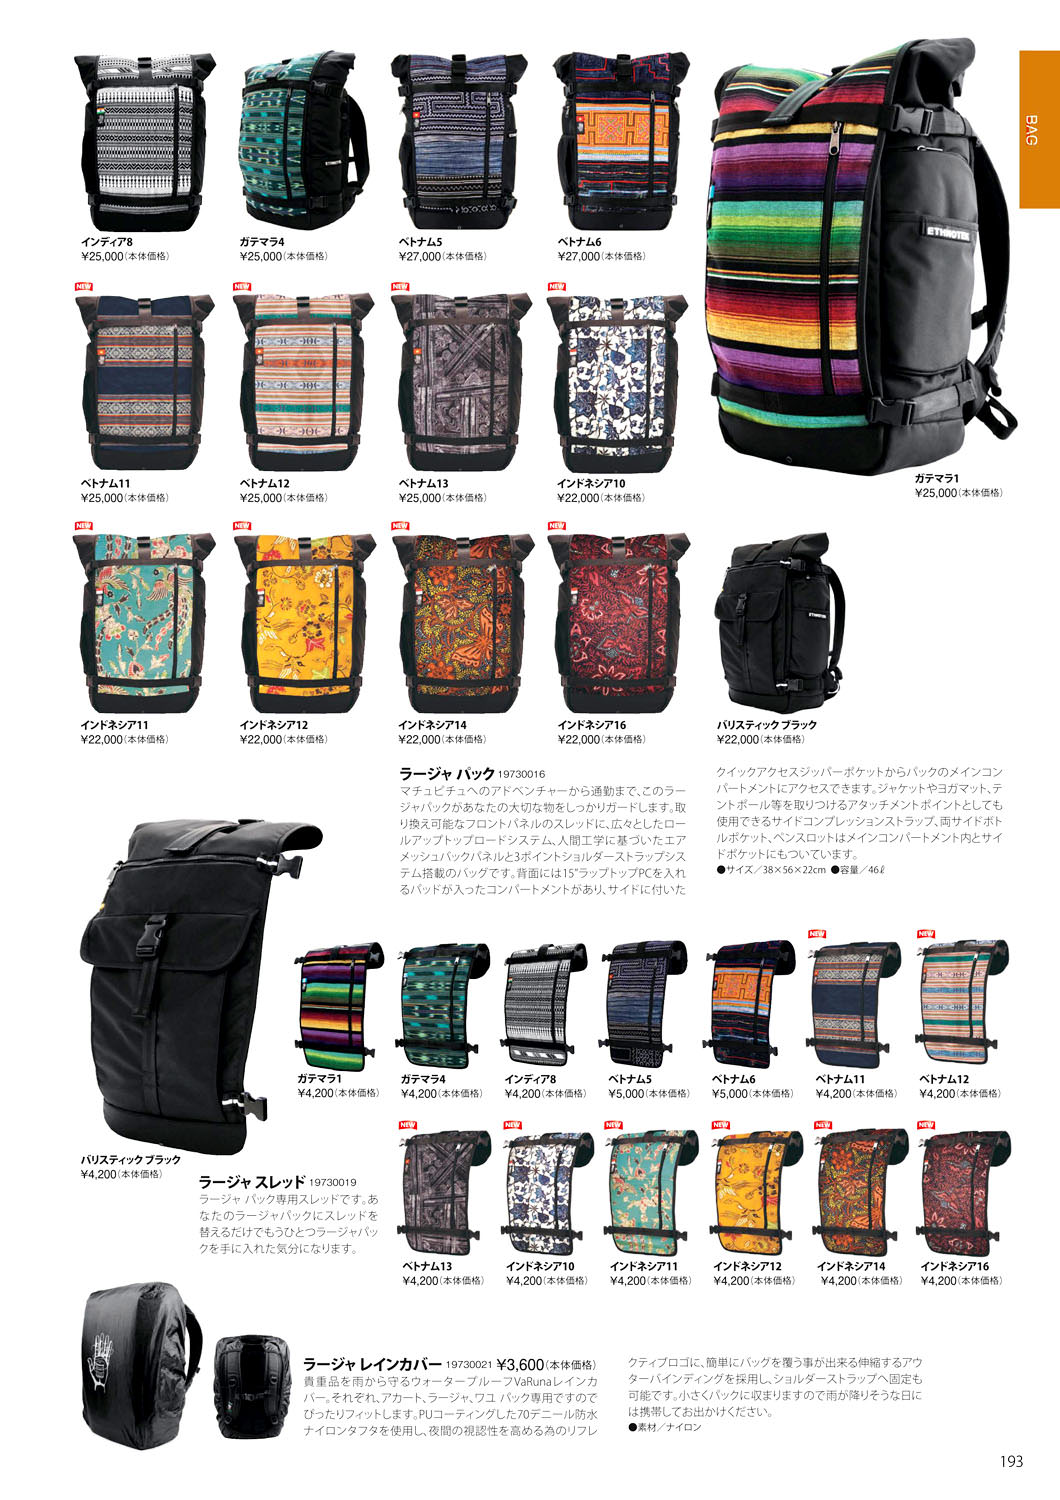 BAG
インディア8
¥25,000(本体価格)
ガテマラ4
¥25,000(本体価格)
ベトナム5
¥27,000(本体価格)
ベトナム6
¥27,000(本体価格)
ETHNOTEK
ガテマラ1
¥25,000(本体価格)
NEW
ベトナム11
¥25,000(本体価格)
NEW
ベトナム12
¥25,000(本体価格)
NEW
ベトナム13
¥25,000(本体価格)
NEW
インドネシア10
¥22,000(本体価格)
NEW
インドネシア11
¥22,000(本体価格)
NEW
インドネシア12
¥22,000(本体価格)
NEW
インドネシア14
¥22,000(本体価格)
NEW
インドネシア16
¥22,000(本体価格)
ETHNOTEK
バリスティック ブラック
¥22,000(本体価格)
ラージャ パック 19730016
マチュピチュへのアドベンチャーから通勤まで、このラー
ジャパックがあなたの大切な物をしっかりガードします。取
り換え可能なフロントパネルのスレッドに、広々としたロー
ルアップトップロードシステム、人間工学に基づいたエア
メッシュバックパネルと3ポイントショルダーストラップシス
テム搭載のバッグです。背面には15"ラップトップPCを入れ
るパッドが入ったコンパートメントがあり、サイドに付いた
クイックアクセスジッパーポケットからパックのメインコン
パートメントにアクセスできます。ジャケットやヨガマット、テ
ントポール等を取りつけるアタッチメントポイントとしても
使用できるサイドコンプレッションストラップ、両サイドボト
ルポケット、ペンスロットはメインコンパートメント内とサイ
ドポケットにもついています。
●サイズ／38×56×22cm ●容量／46ℓ
バリスティック ブラック
¥4,200(本体価格)
ガテマラ1
¥4,200(本体価格)
ガテマラ4
¥4,200(本体価格)
インディア8
¥4,200(本体価格)
ベトナム5
¥5,000(本体価格)
ベトナム6
¥5,000(本体価格)
NEW
ベトナム11
¥4,200(本体価格)
NEW
ベトナム12
¥4,200(本体価格)
ラージャ スレッド 19730019
ラージャ パック専用スレッドです。あ
なたのラージャパックにスレッドを
替えるだけでもうひとつラージャパッ
クを手に入れた気分になります。
NEW
ベトナム13
¥4,200(本体価格)
NEW
インドネシア10
¥4,200(本体価格)
NEW
インドネシア11
¥4,200(本体価格)
NEW
インドネシア12
¥4,200(本体価格)
NEW
インドネシア14
¥4,200(本体価格)
NEW
インドネシア16
¥4,200(本体価格)
ラージャ レインカバー 19730021 ¥3,600(本体価格)
貴重品を雨から守るウォータープルーフVaRunaレインカ
バー。それぞれ、アカート、ラージャ、ワユ パック専用ですので
ぴったりフィットします。PUコーティングした70デニール防水
ナイロンタフタを使用し、夜間の視認性を高める為のリフレ
クティブロゴに、簡単にバッグを覆う事が出来る伸縮するアウ
ターバインディングを採用し、ショルダーストラップへ固定も
可能です。小さくパックに収まりますので雨が降りそうな日に
は携帯してお出かけください。
●素材／ナイロン
193